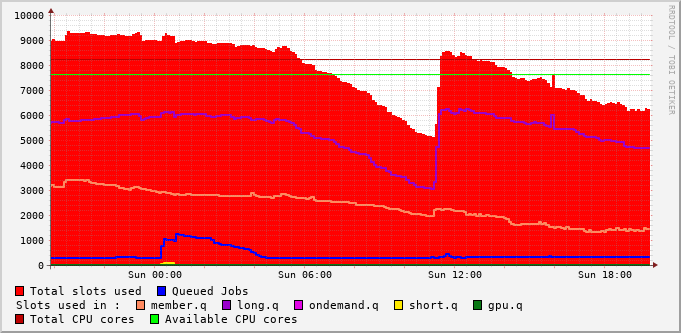 RRDTOOL / TOBI OETIKER
10000
9000
8000
7000
6000
5000
4000
3000
2000
1000
0
Sun 00:00 Sun 06:00 Sun 12:00 Sun 18:00
Total slots used Queued Jobs
Slots used in : member.q long.q ondemand.q short.q gpu.q
Total CPU cores Available CPU cores